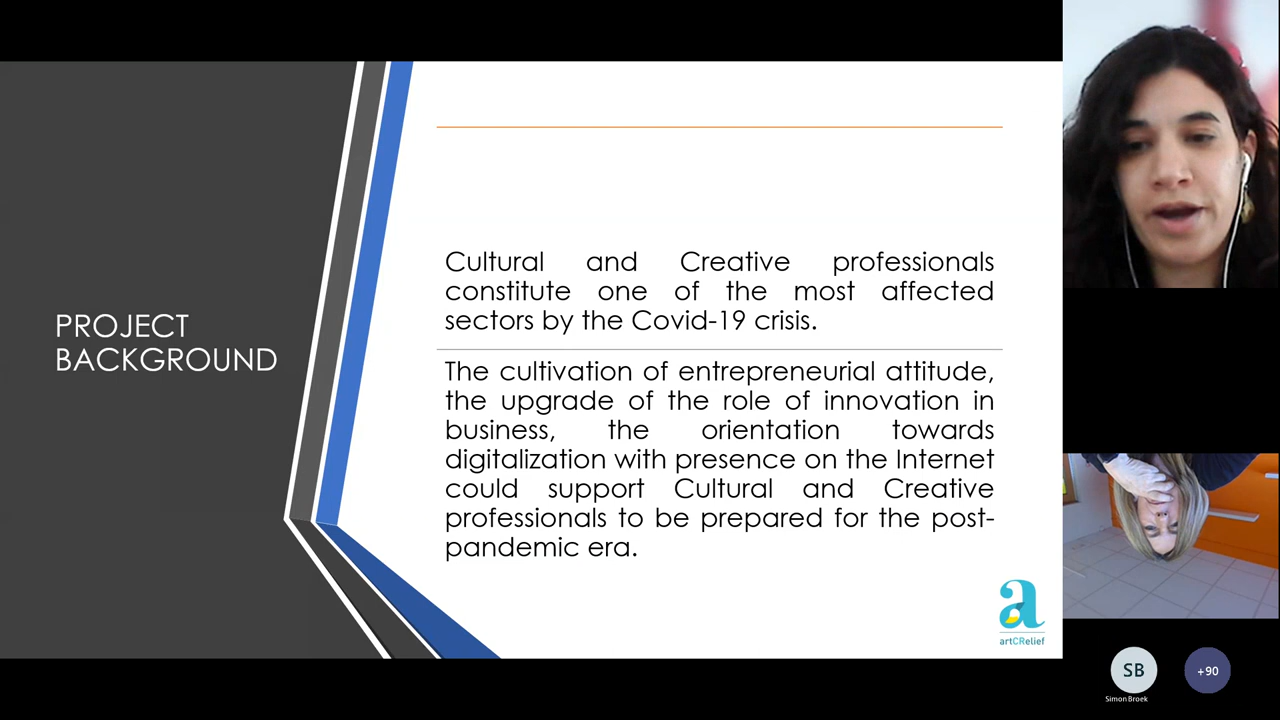 PROJECT
BACKGROUND
Cultural and Creative professionals
constitute one of the most affected
sectors by the Covid-19 crisis.
The cultivation of entrepreneurial attitude,
the upgrade of the role of innovation in
business, the orientation towards
digitalization with presence on the Internet
could support Cultural and Creative
professionals to be prepared for the post-
pandemic era.
a
artCRelief
SB
+90
Simon Broek